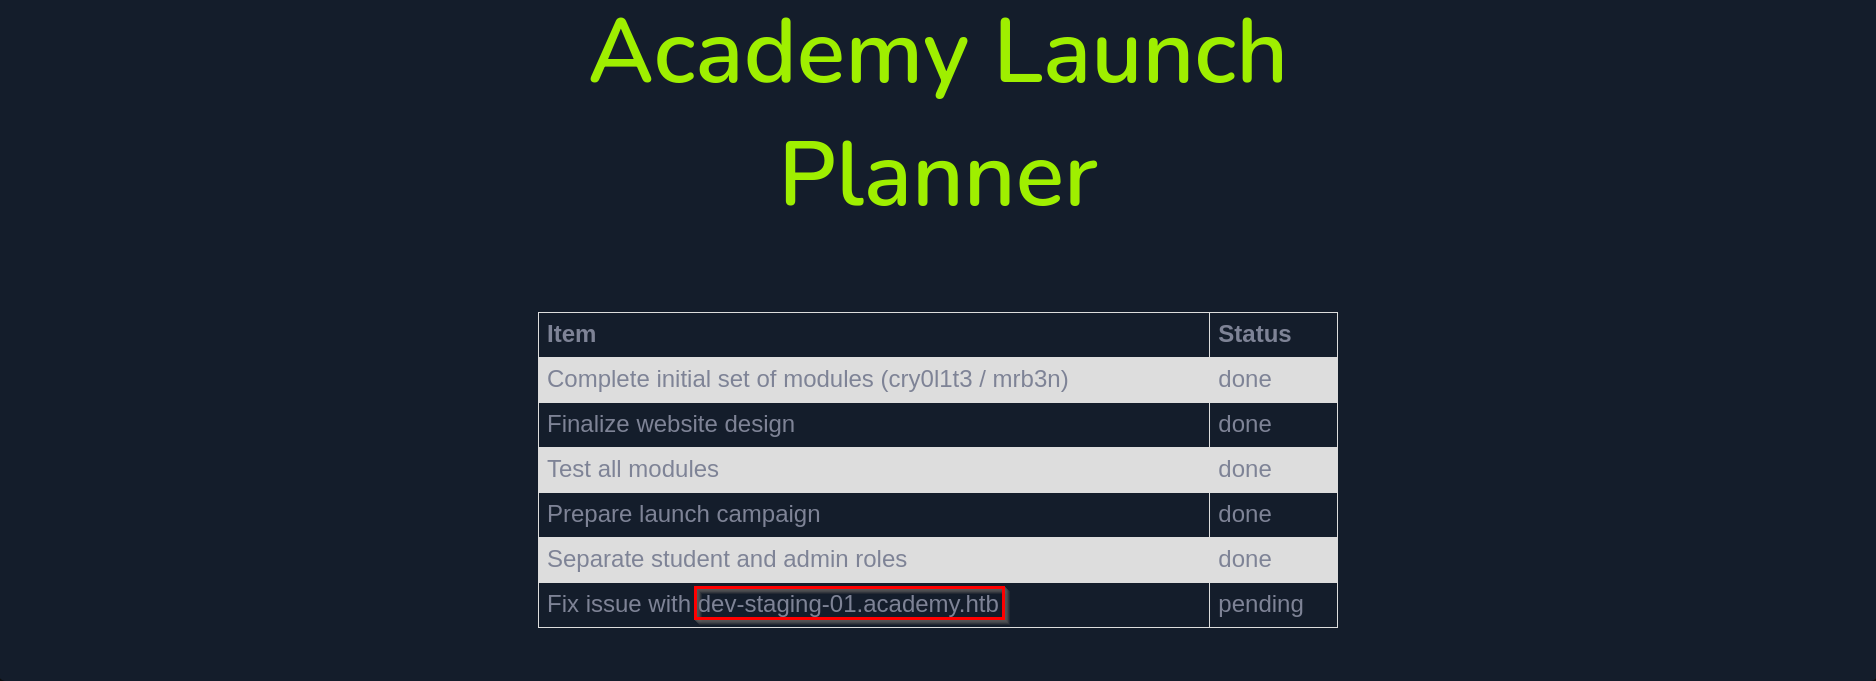 Academy Launch
Planner
Item Status
Complete initial set of modules (cry0l1t3 / mrb3n) done
Finalize website design done
Test all modules done
Prepare launch campaign done
Separate student and admin roles done
Fix issue with dev-staging-01.academy.htb pending